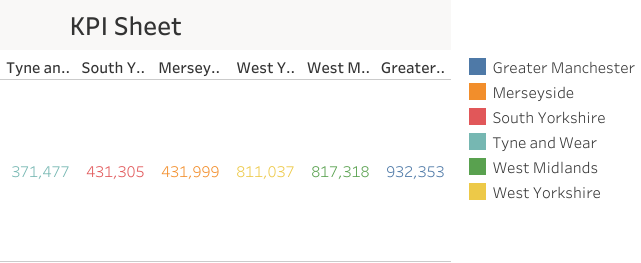 KPI Sheet
Tyne an.. South Y.. Mersey.. West Y.. West M.. Greater..
371,477 431,305 431,999 811,037 817,318 932,353
Greater Manchester
Merseyside
South Yorkshire
Tyne and Wear
West Midlands
West Yorkshire